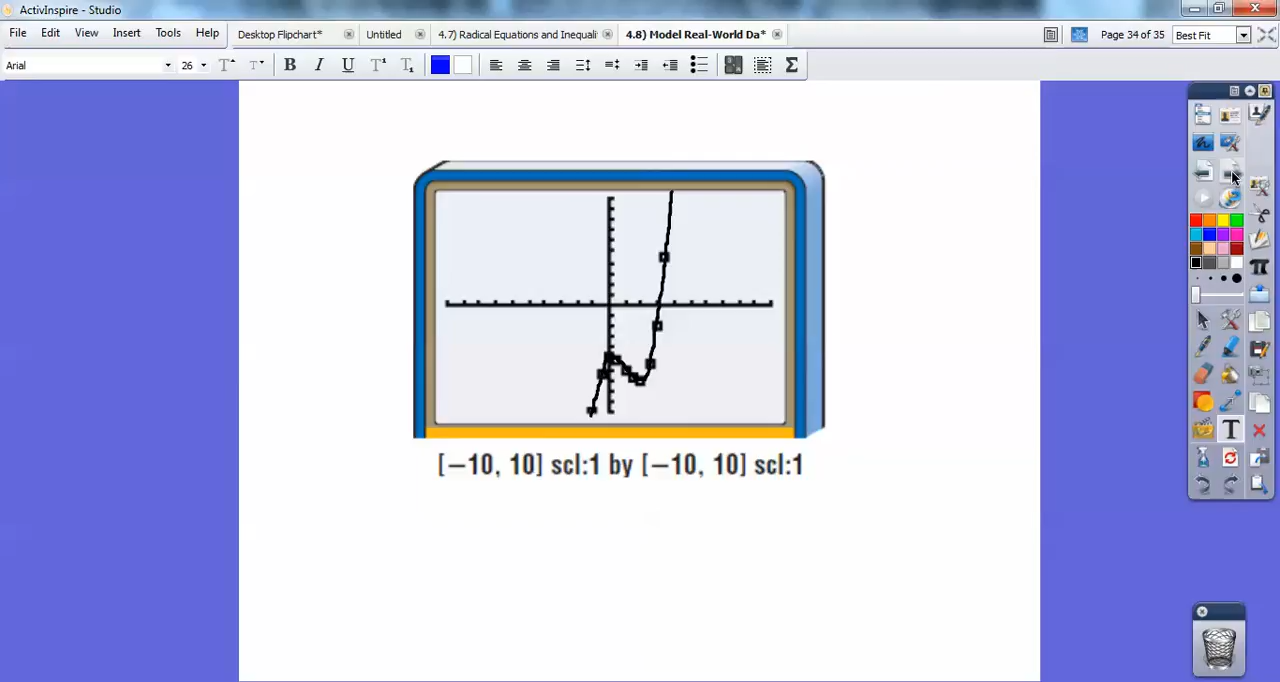 ActivInspire - Studio
File Edit View Insert Tools Help
Desktop Flipchart* Untitled 4.7) Radical Equations and Inequali 4.8) Model Real-World Da*
Page 34 of 35 Best Fit
Arial 26 T T B I U T¹ T₁ Σ
[−10, 10] scl:1 by [−10, 10] scl:1
T